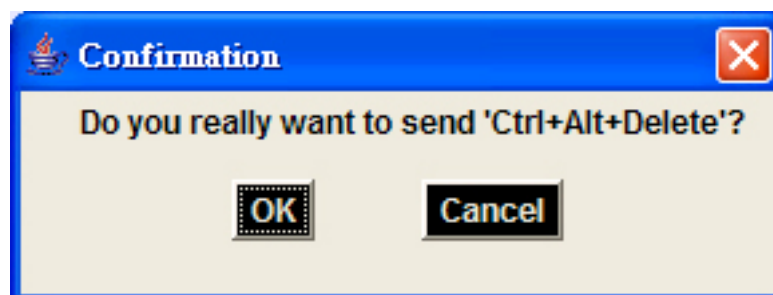 Confirmation
Do you really want to send 'Ctrl+Alt+Delete'?
OK
Cancel